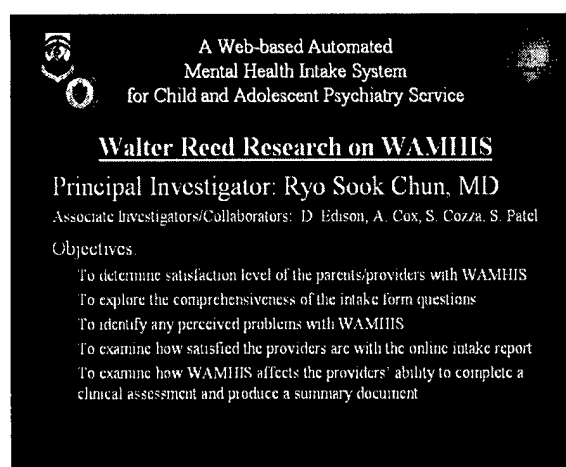 A Web-based Automated
Mental Health Intake System
for Child and Adolescent Psychiatry Service
Walter Reed Research on WAMHIS
Principal Investigator: Ryo Sook Chun, MD
Associate Investigators/Collaborators: D. Edison, A. Cox, S. Cozza, S. Patel
Objectives:
To determine satisfaction level of the parents/providers with WAMHIS
To explore the comprehensiveness of the intake form questions
To identify any perceived problems with WAMHIS
To examine how satisfied the providers are with the online intake report
To examine how WAMHIS affects the providers' ability to complete a
clinical assessment and produce a summary document